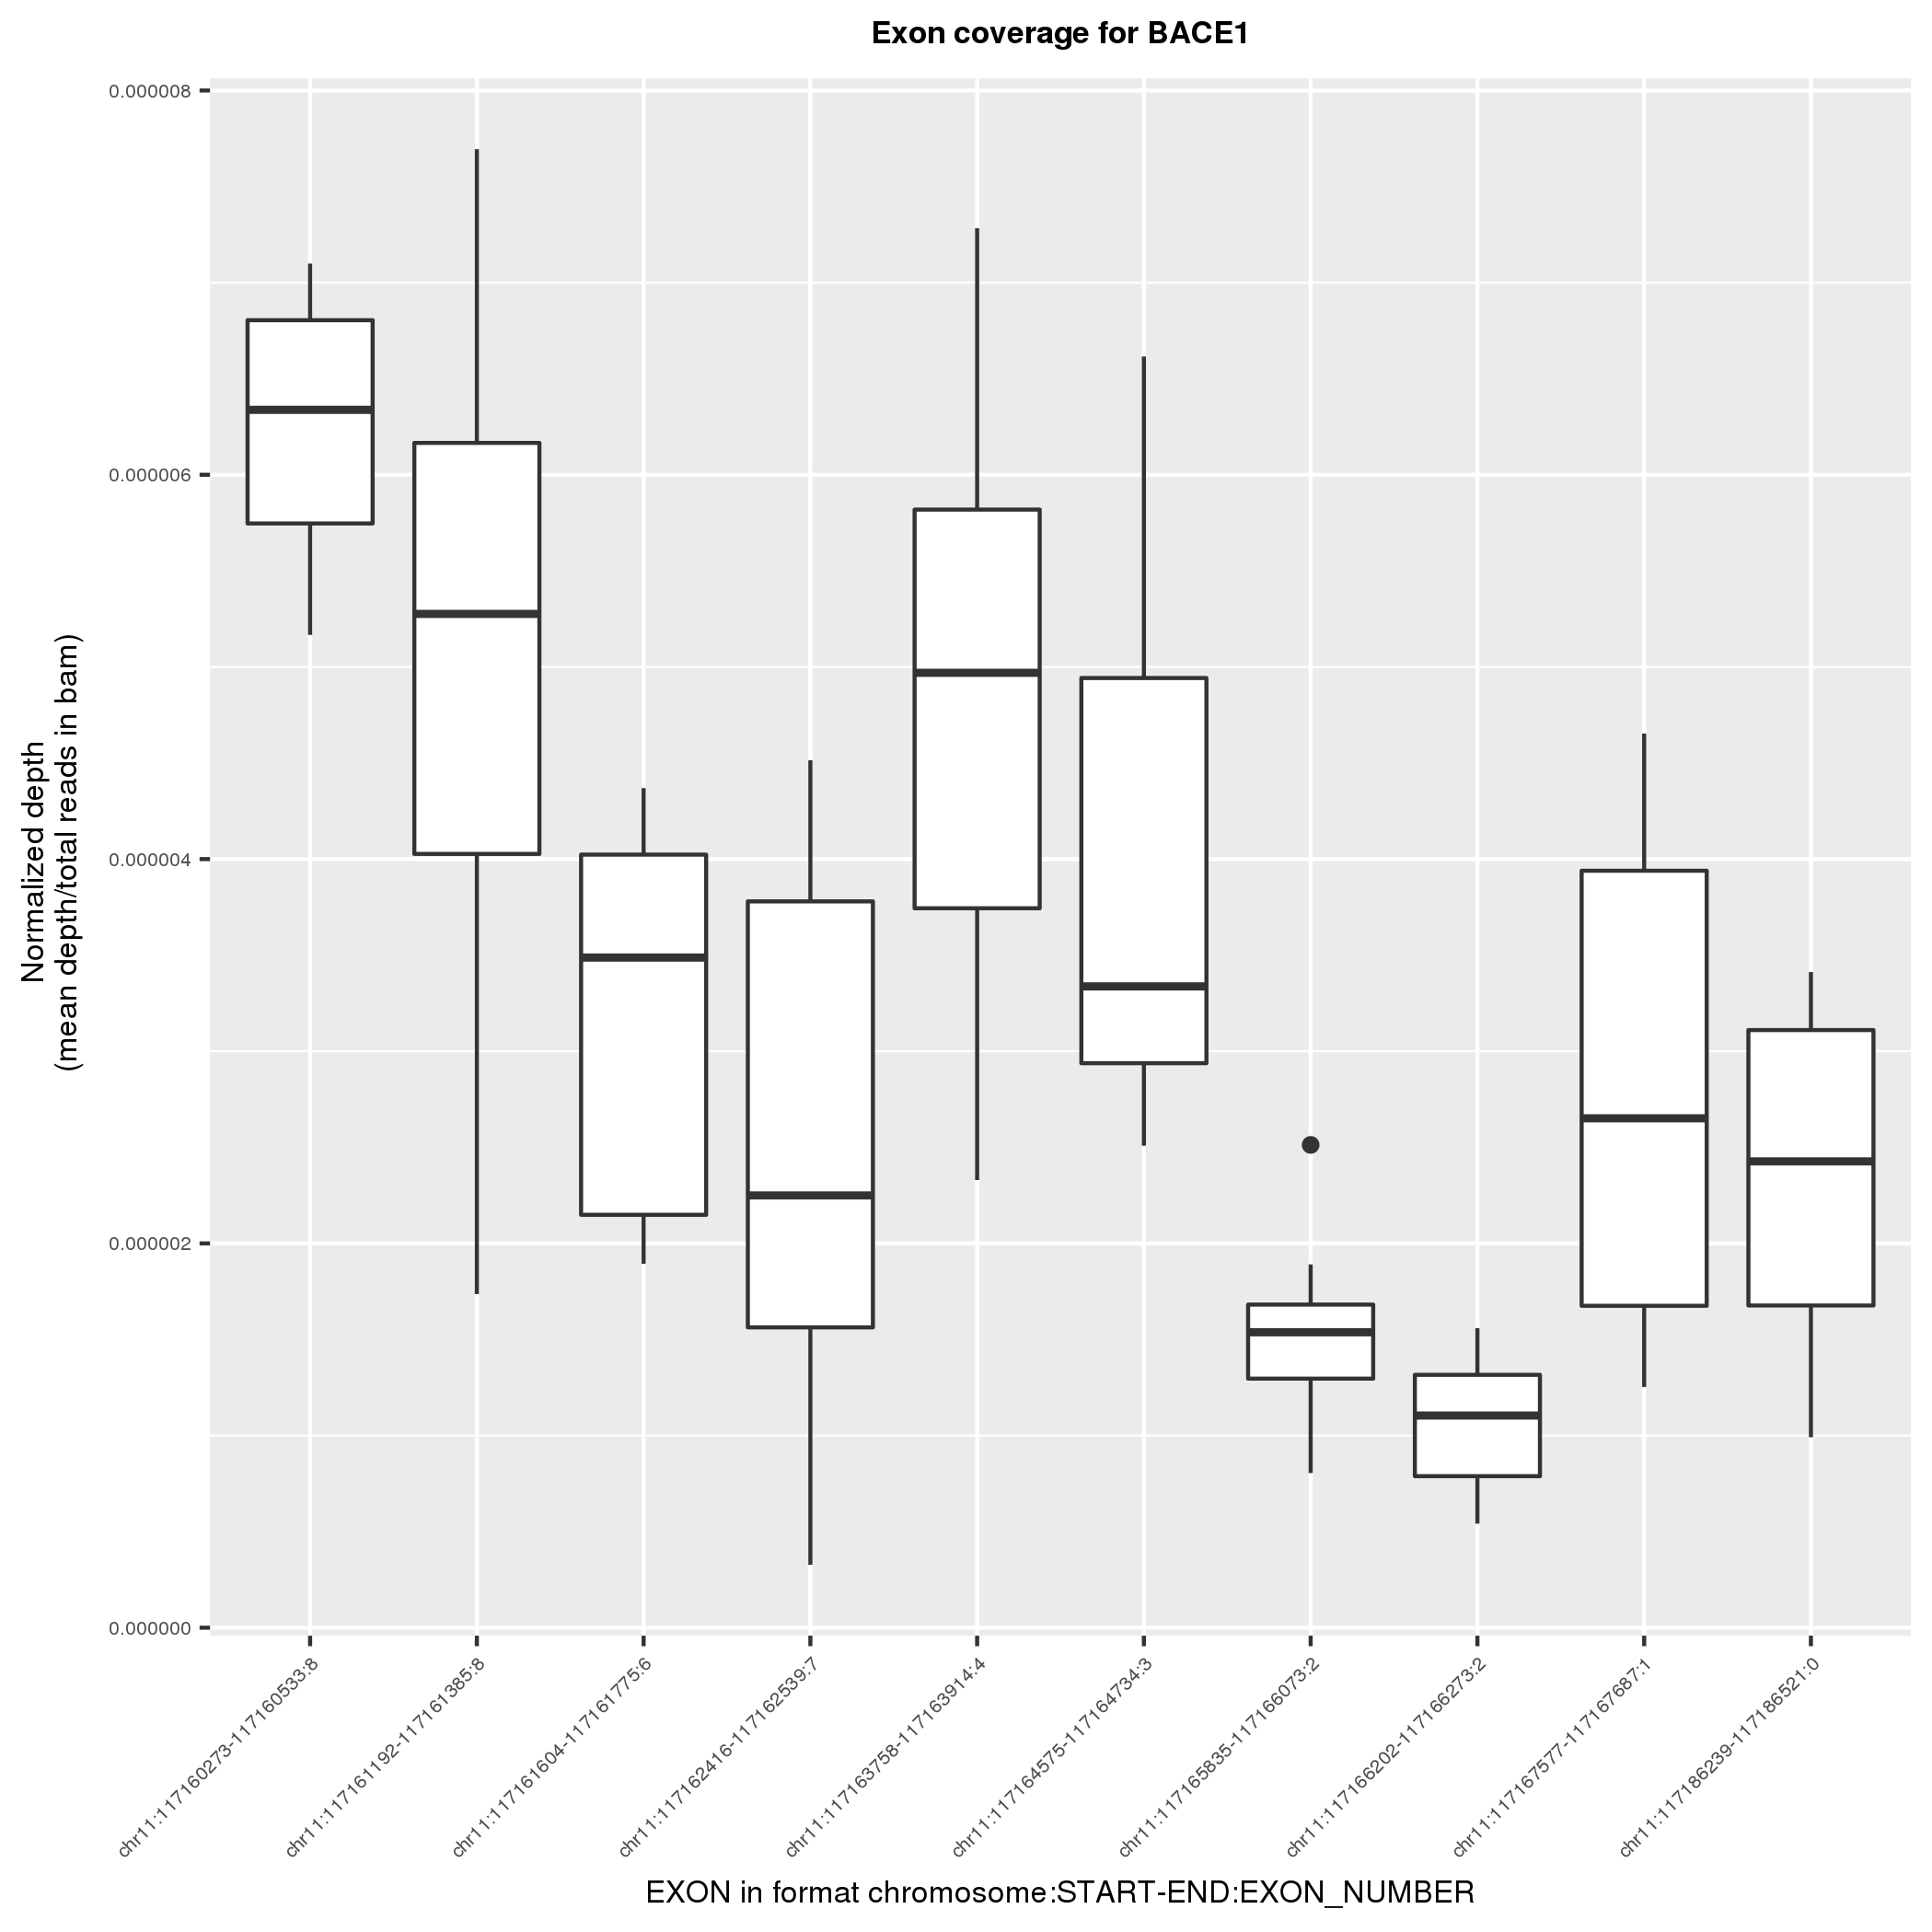 Exon coverage for BACE1
0.000008
0.000006
0.000004
0.000002
0.000000
Normalized depth
(mean depth/total reads in bam)
chr11:117160273-117160533:8
chr11:117161192-117161385:8
chr11:117161604-117161775:6
chr11:117162416-117162539:7
chr11:117163758-117163914:4
chr11:117164575-117164734:3
chr11:117165835-117166073:2
chr11:117166202-117166273:2
chr11:117167577-117167687:1
chr11:117186239-117186521:0
EXON in format chromosome:START-END:EXON_NUMBER